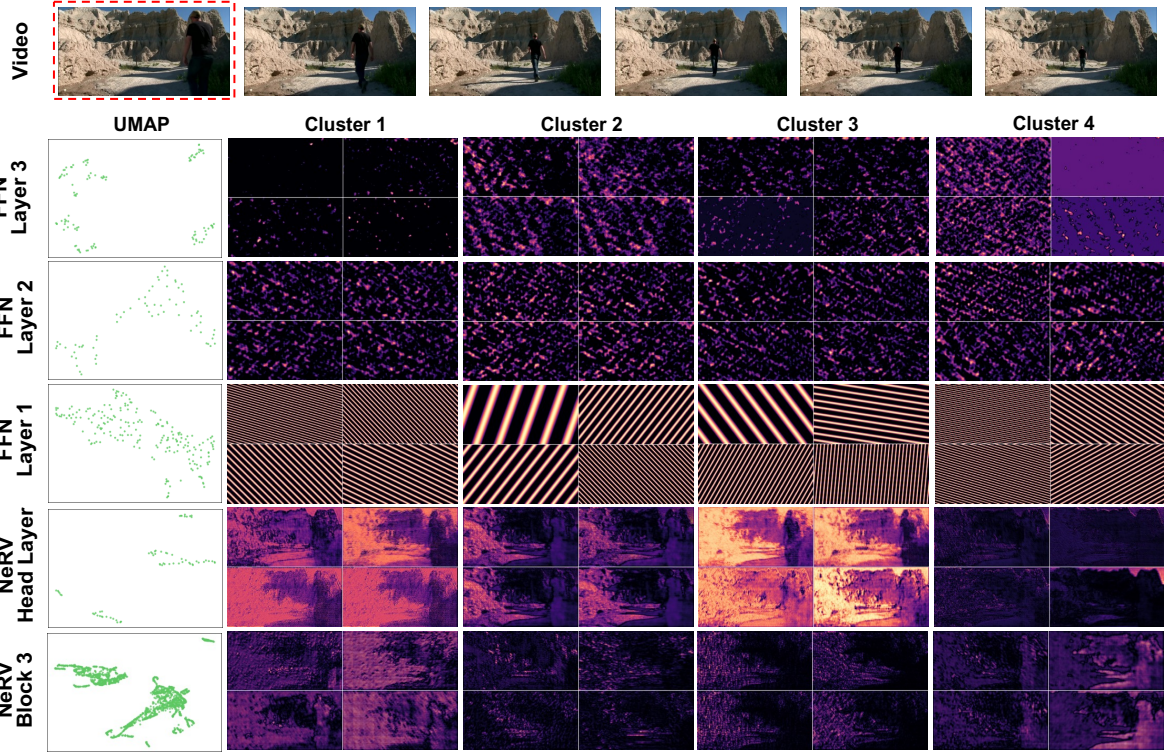 Video
UMAP Cluster 1 Cluster 2 Cluster 3 Cluster 4
FFN
Layer 3
FFN
Layer 2
FFN
Layer 1
NeRV
Head Layer
NeRV
Block 3